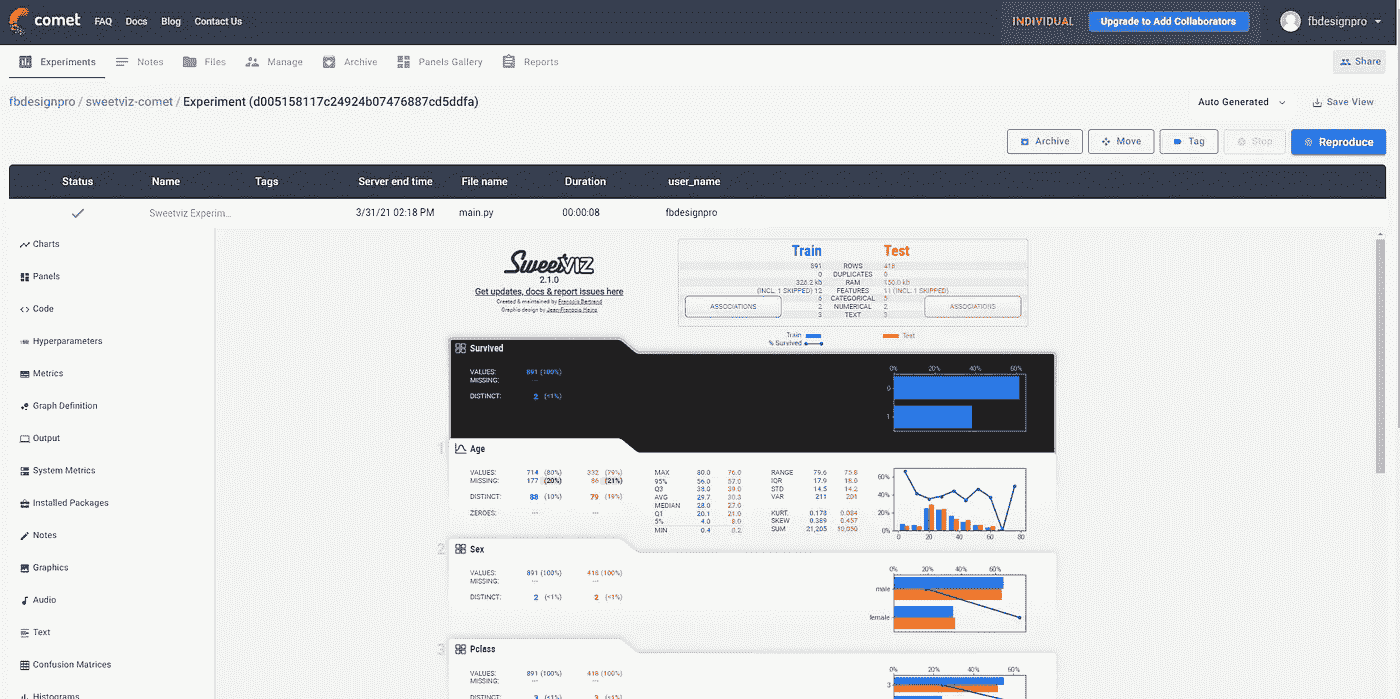 comet FAQ Docs Blog Contact Us INDIVIDUAL Upgrade to Add Collaborators fbdesignpro
Experiments Notes Files Manage Archive Panels Gallery Reports Share
fbdesignpro / sweetviz-comet / Experiment (d005158117c24924b07476887cd5ddfa) Auto Generated Save View
Archive Move Tag Stop Reproduce
Status Name Tags Server end time File name Duration user_name
Sweetviz Experim... 3/31/21 02:18 PM main.py 00:00:08 fbdesignpro
Charts
Panels
Code
Hyperparameters
Metrics
Graph Definition
Output
System Metrics
Installed Packages
Notes
Graphics
Audio
Text
Confusion Matrices
Histograms
SweetVIZ
2.1.0
Get updates, docs & report issues here
Created & maintained by Francois Bertrand
Graphic design by Jean-Francois Hains
Train Test
891 ROWS 418
0 DUPLICATES 0
RAM
(INCL. 1 SKIPPED) 12 FEATURES 11 (INCL. 1 SKIPPED)
CATEGORICAL
2 NUMERICAL 2
3 TEXT 3
ASSOCIATIONS ASSOCIATIONS
Train Test
% Survived
Survived
VALUES: 891 (100%)
MISSING: ---
DISTINCT: 2 (<1%)
0% 20% 40% 60%
0
1
1 Age
VALUES: 714 (80%) 332 (79%)
MISSING: 177 (20%) 86 (21%)
DISTINCT: 88 (10%) 79 (19%)
ZEROES: --- ---
MAX 80.0 76.0
95% 56.0 57.0
Q3 38.0 39.0
AVG 29.7 30.3
MEDIAN 28.0 27.0
Q1 20.1 21.0
5% 4.0 8.0
MIN 0.4 0.2
RANGE 79.6 75.8
IQR 17.9 18.0
STD 14.5 14.2
VAR 211 201
KURT. 0.178 0.084
SKEW 0.389 0.457
SUM 21,205 10,050
60%
40%
20%
0%
0 20 40 60 80
2 Sex
VALUES: 891 (100%) 418 (100%)
MISSING: --- ---
DISTINCT: 2 (<1%) 2 (<1%)
0% 20% 40% 60%
male
female
3 Pclass
VALUES: 891 (100%) 418 (100%)
MISSING: --- ---
DISTINCT: 3 (<1%) 3 (<1%)
0% 20% 40% 60%
3